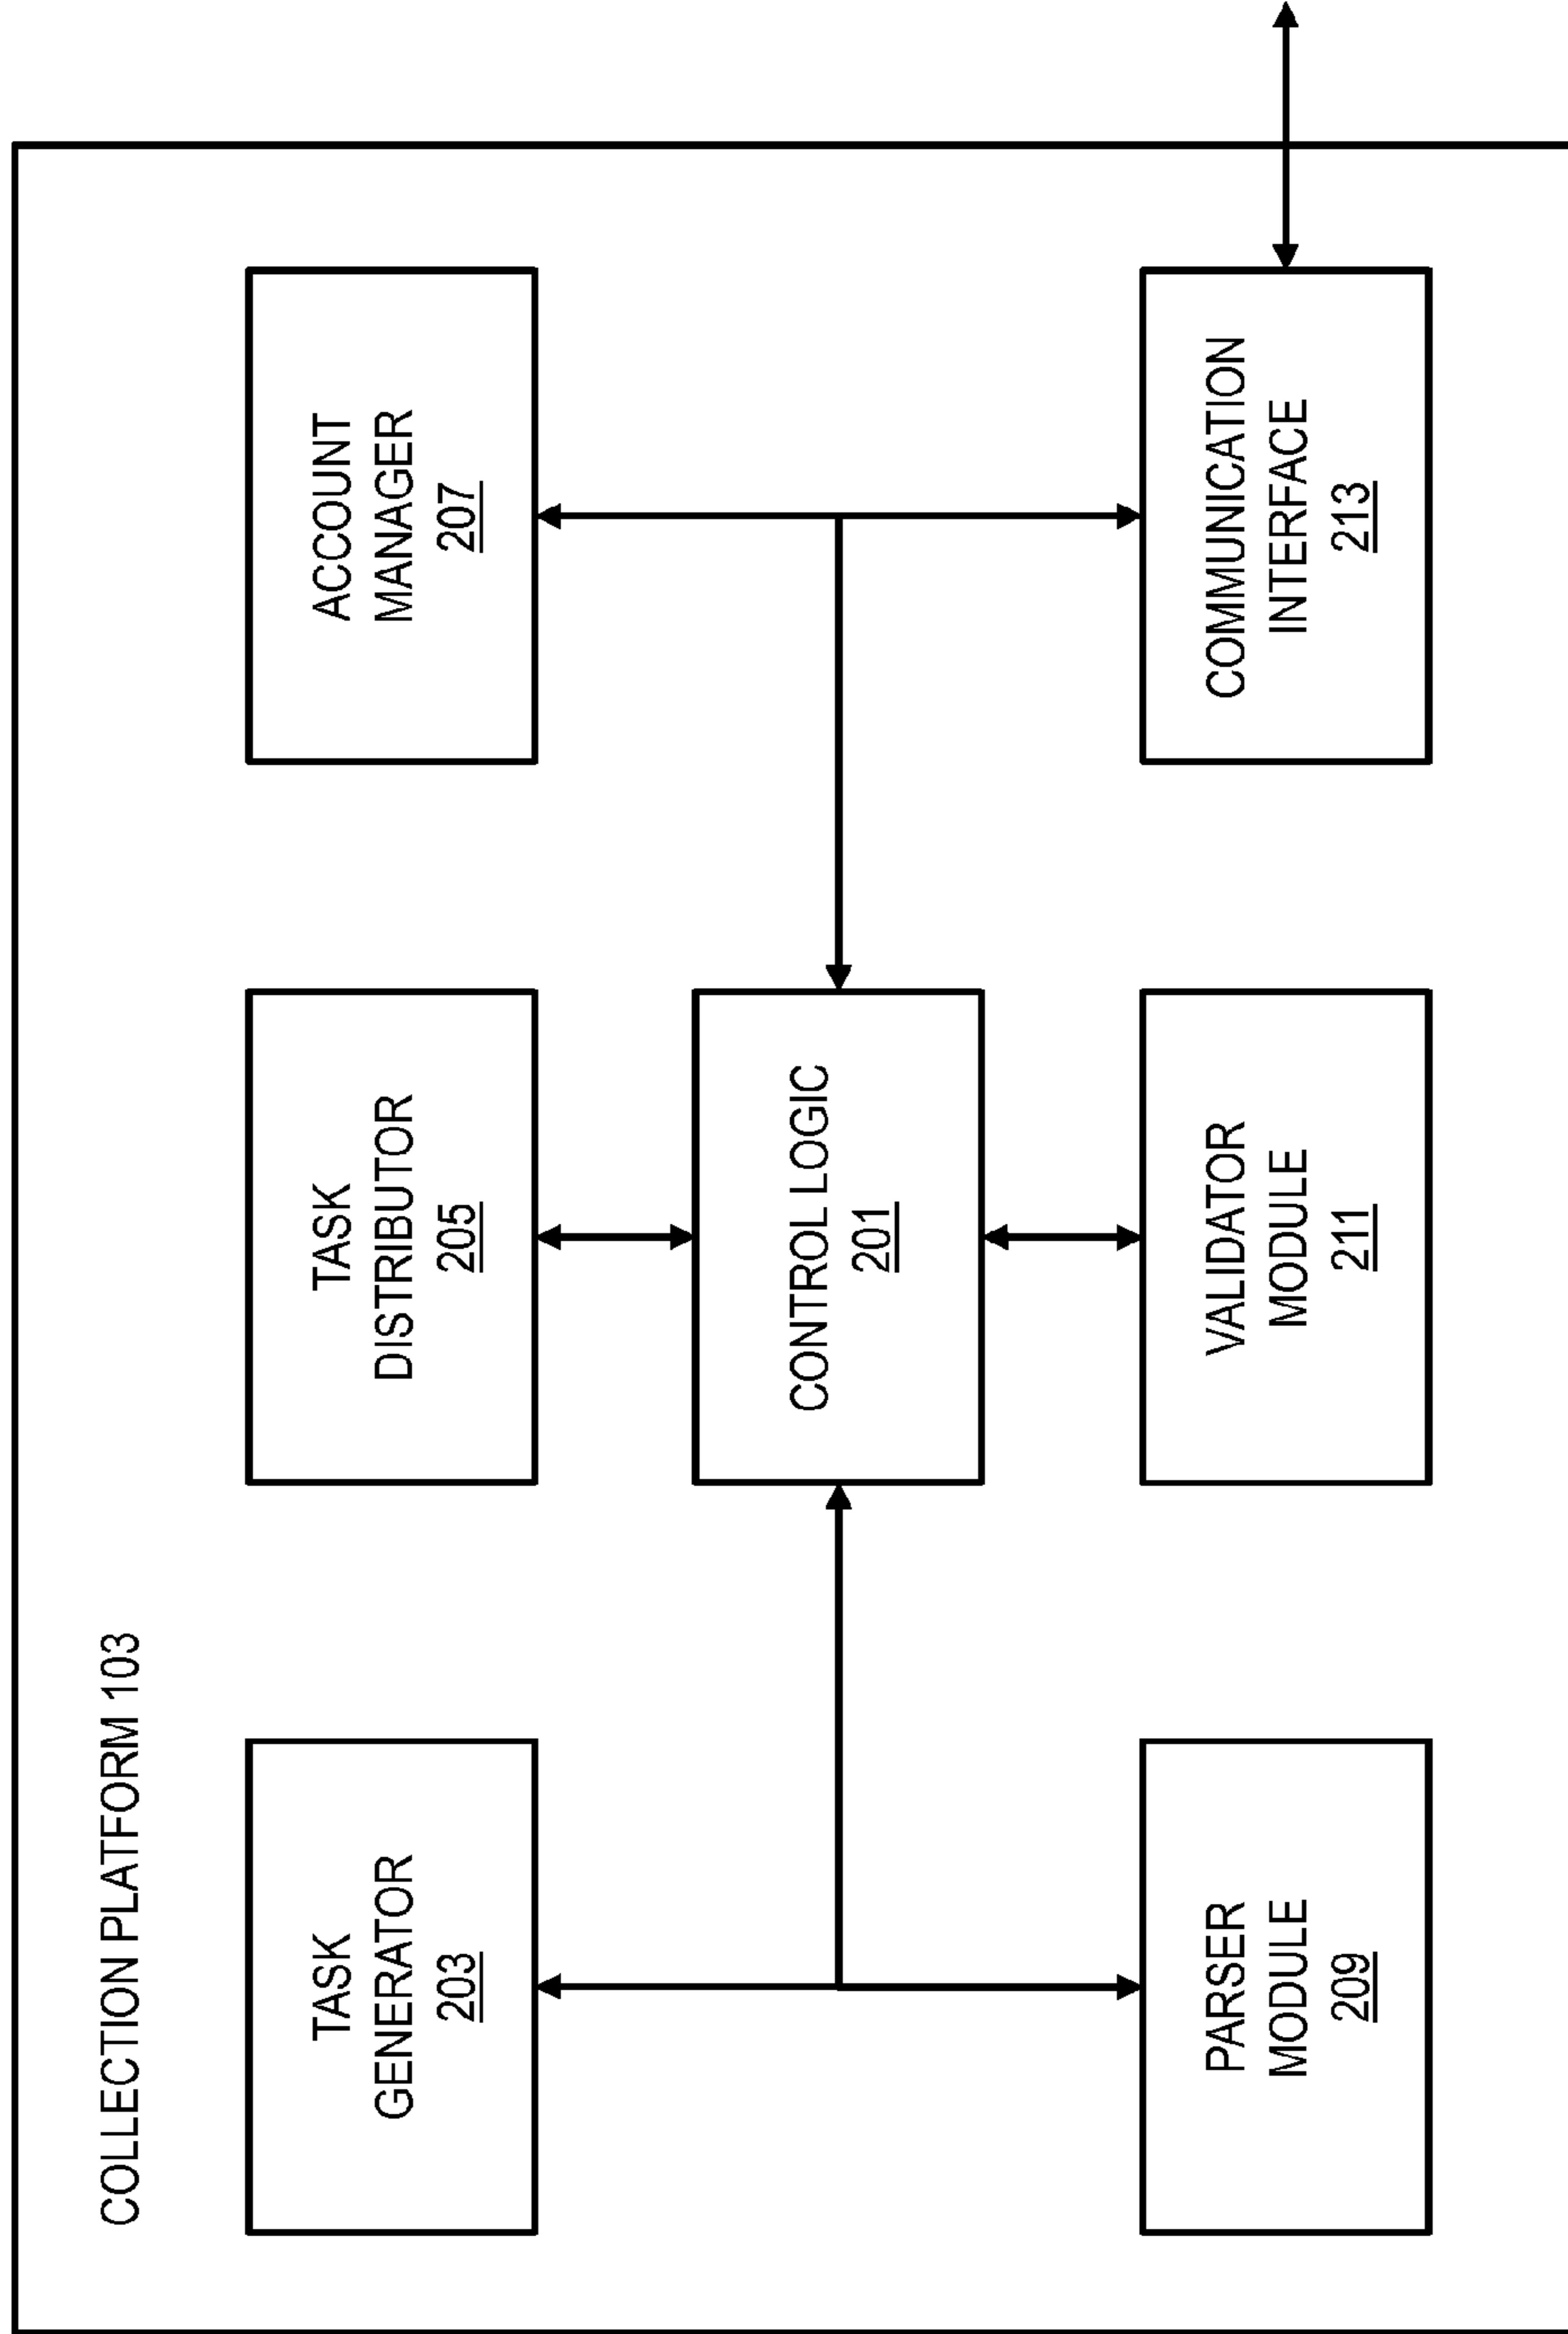 COLLECTION PLATFORM 103
TASK
GENERATOR
203
TASK
DISTRIBUTOR
205
ACCOUNT
MANAGER
207
CONTROL LOGIC
201
PARSER
MODULE
209
VALIDATOR
MODULE
211
COMMUNICATION
INTERFACE
213